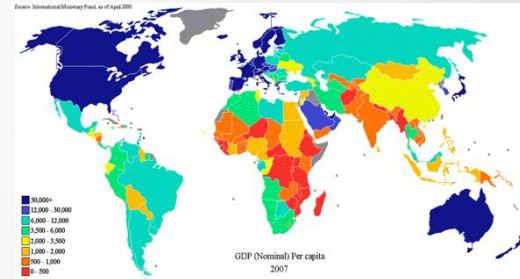 Source: International Monetary Fund, as of April 2008
30,000+
12,000 - 30,000
6,000 - 12,000
3,500 - 6,000
2,000 - 3,500
1,000 - 2,000
500 - 1,000
0 - 500
GDP (Nominal) Per capita
2007